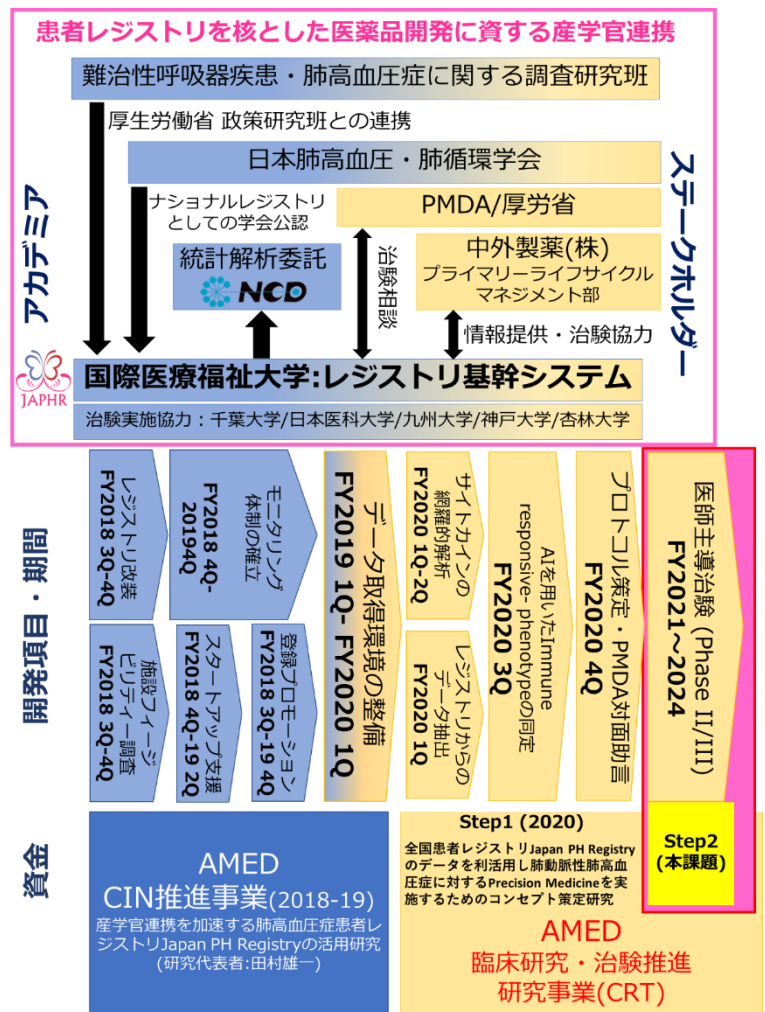 患者レジストリを核とした医薬品開発に資する産学官連携
難治性呼吸器疾患・肺高血圧症に関する調査研究班
厚生労働省 政策研究班との連携
日本肺高血圧・肺循環学会
アカデミア
ステークホルダー
ナショナルレジストリ
としての学会公認
PMDA/厚労省
統計解析委託
NCD
治験相談
中外製薬(株)
プライマリーライフサイクル
マネジメント部
情報提供・治験協力
JAPHR
国際医療福祉大学:レジストリ基幹システム
治験実施協力：千葉大学/日本医科大学/九州大学/神戸大学/杏林大学
開発項目・期間
レジストリ改装
FY2018 3Q-4Q
モニタリング
体制の確立
FY2018 4Q-
20194Q
施設フィージ
ビリティー調査
FY2018 3Q-4Q
スタートアップ支援
FY2018 4Q-19 2Q
登録プロモーション
FY2018 3Q-19 4Q
データ取得環境の整備
FY2019 1Q- FY2020 1Q
サイトカインの
網羅的解析
FY2020 1Q-2Q
レジストリからの
データ抽出
FY2020 1Q
AIを用いたImmune
responsive- phenotypeの同定
FY2020 3Q
プロトコル策定・PMDA対面助言
FY2020 4Q
医師主導治験 (Phase II/III)
FY2021～2024
資金
AMED
CIN推進事業(2018-19)
産学官連携を加速する肺高血圧症患者レ
ジストリJapan PH Registryの活用研究
(研究代表者:田村雄一)
Step1 (2020)
全国患者レジストリJapan PH Registry
のデータを利活用し肺動脈性肺高血
圧症に対するPrecision Medicineを実
施するためのコンセプト策定研究
Step2
(本課題)
AMED
臨床研究・治験推進
研究事業(CRT)